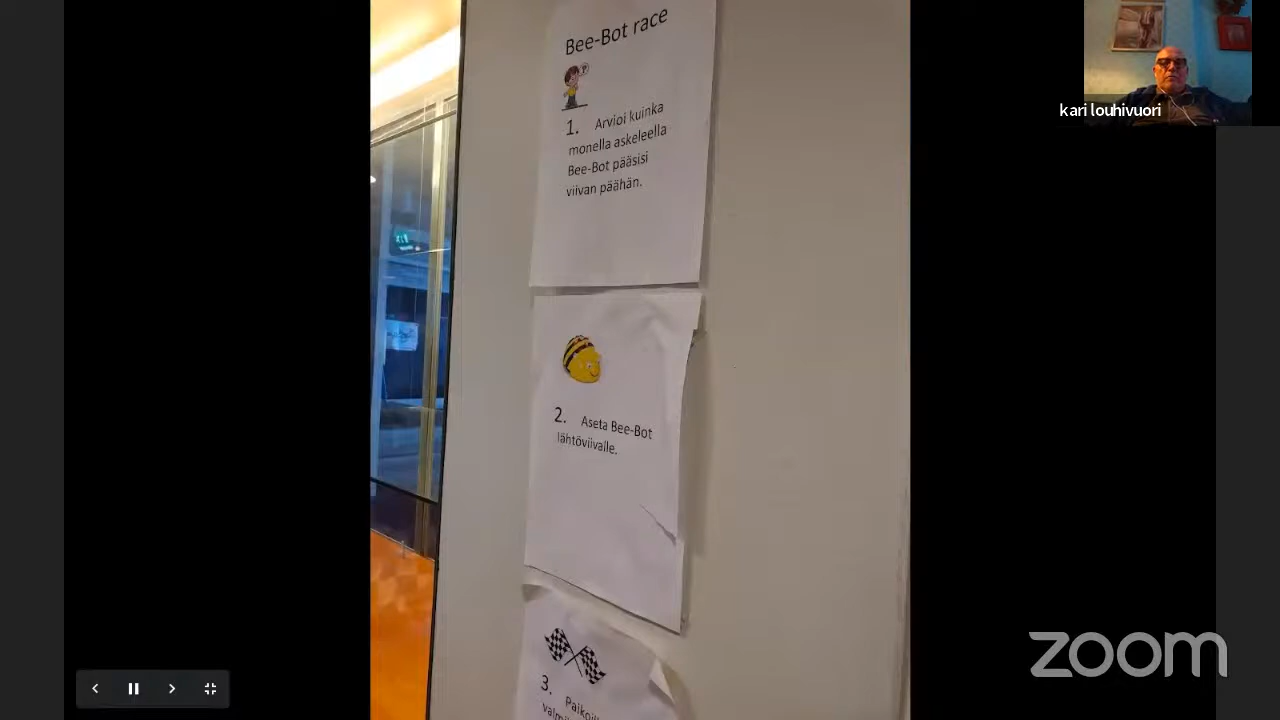 Bee-Bot race
1. Arvioi kuinka
monella askeleella
Bee-Bot pääsisi
viivan päähän.
2. Aseta Bee-Bot
lähtöviivalle.
3.
kari louhivuori
zoom